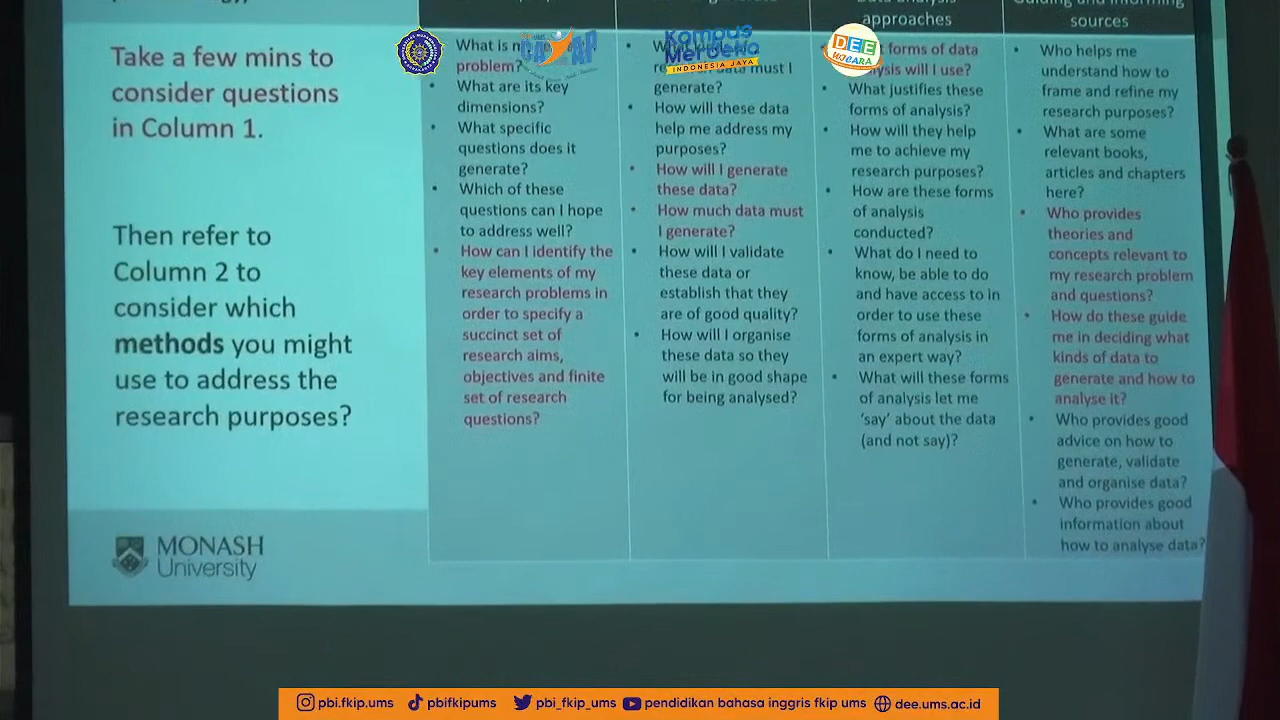 approaches
sources
Take a few mins to
consider questions
in Column 1.
Then refer to
Column 2 to
consider which
methods you might
use to address the
research purposes?
MONASH
University
What is
problem?
• What are its key
dimensions?
• What specific
questions does it
generate?
• Which of these
questions can I hope
to address well?
• How can I identify the
key elements of my
research problems in
order to specify a
succinct set of
research aims,
objectives and finite
set of research
questions?
must I
generate?
• How will these data
help me address my
purposes?
• How will I generate
these data?
• How much data must
I generate?
• How will I validate
these data or
establish that they
are of good quality?
• How will I organise
these data so they
will be in good shape
for being analysed?
forms of data
will I use?
• What justifies these
forms of analysis?
• How will they help
me to achieve my
research purposes?
• How are these forms
of analysis
conducted?
• What do I need to
know, be able to do
and have access to in
order to use these
forms of analysis in
an expert way?
• What will these forms
of analysis let me
‘say’ about the data
(and not say)?
• Who helps me
understand how to
frame and refine my
research purposes?
• What are some
relevant books,
articles and chapters
here?
• Who provides
theories and
concepts relevant to
my research problem
and questions?
• How do these guide
me in deciding what
kinds of data to
generate and how to
analyse it?
• Who provides good
advice on how to
generate, validate
and organise data?
• Who provides good
information about
how to analyse data?
Kampus
Merdeka
INDONESIA JAYA
DEE
WICARA
pbi.fkip.ums
pbifkipums
pbi_fkip_ums
pendidikan bahasa inggris fkip ums
dee.ums.ac.id